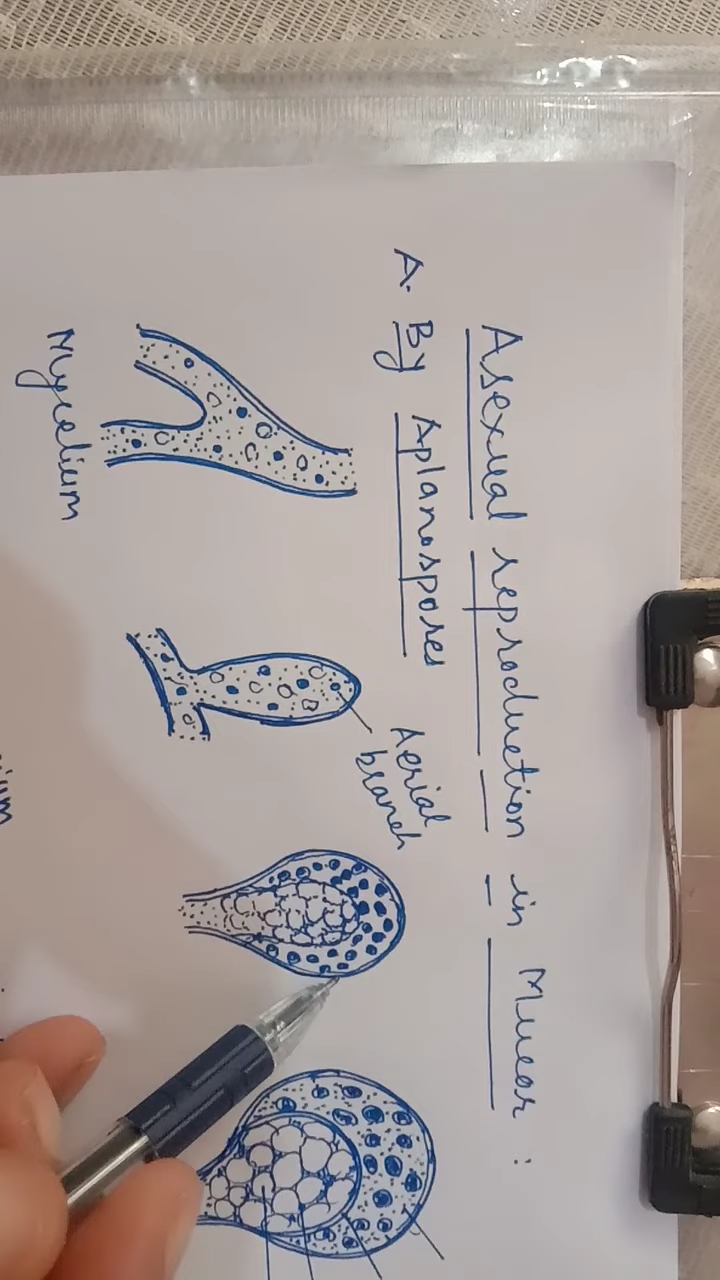 Asexual reproduction in Mucor :
A. By Aplanospores
Aerial
branch
Mycelium